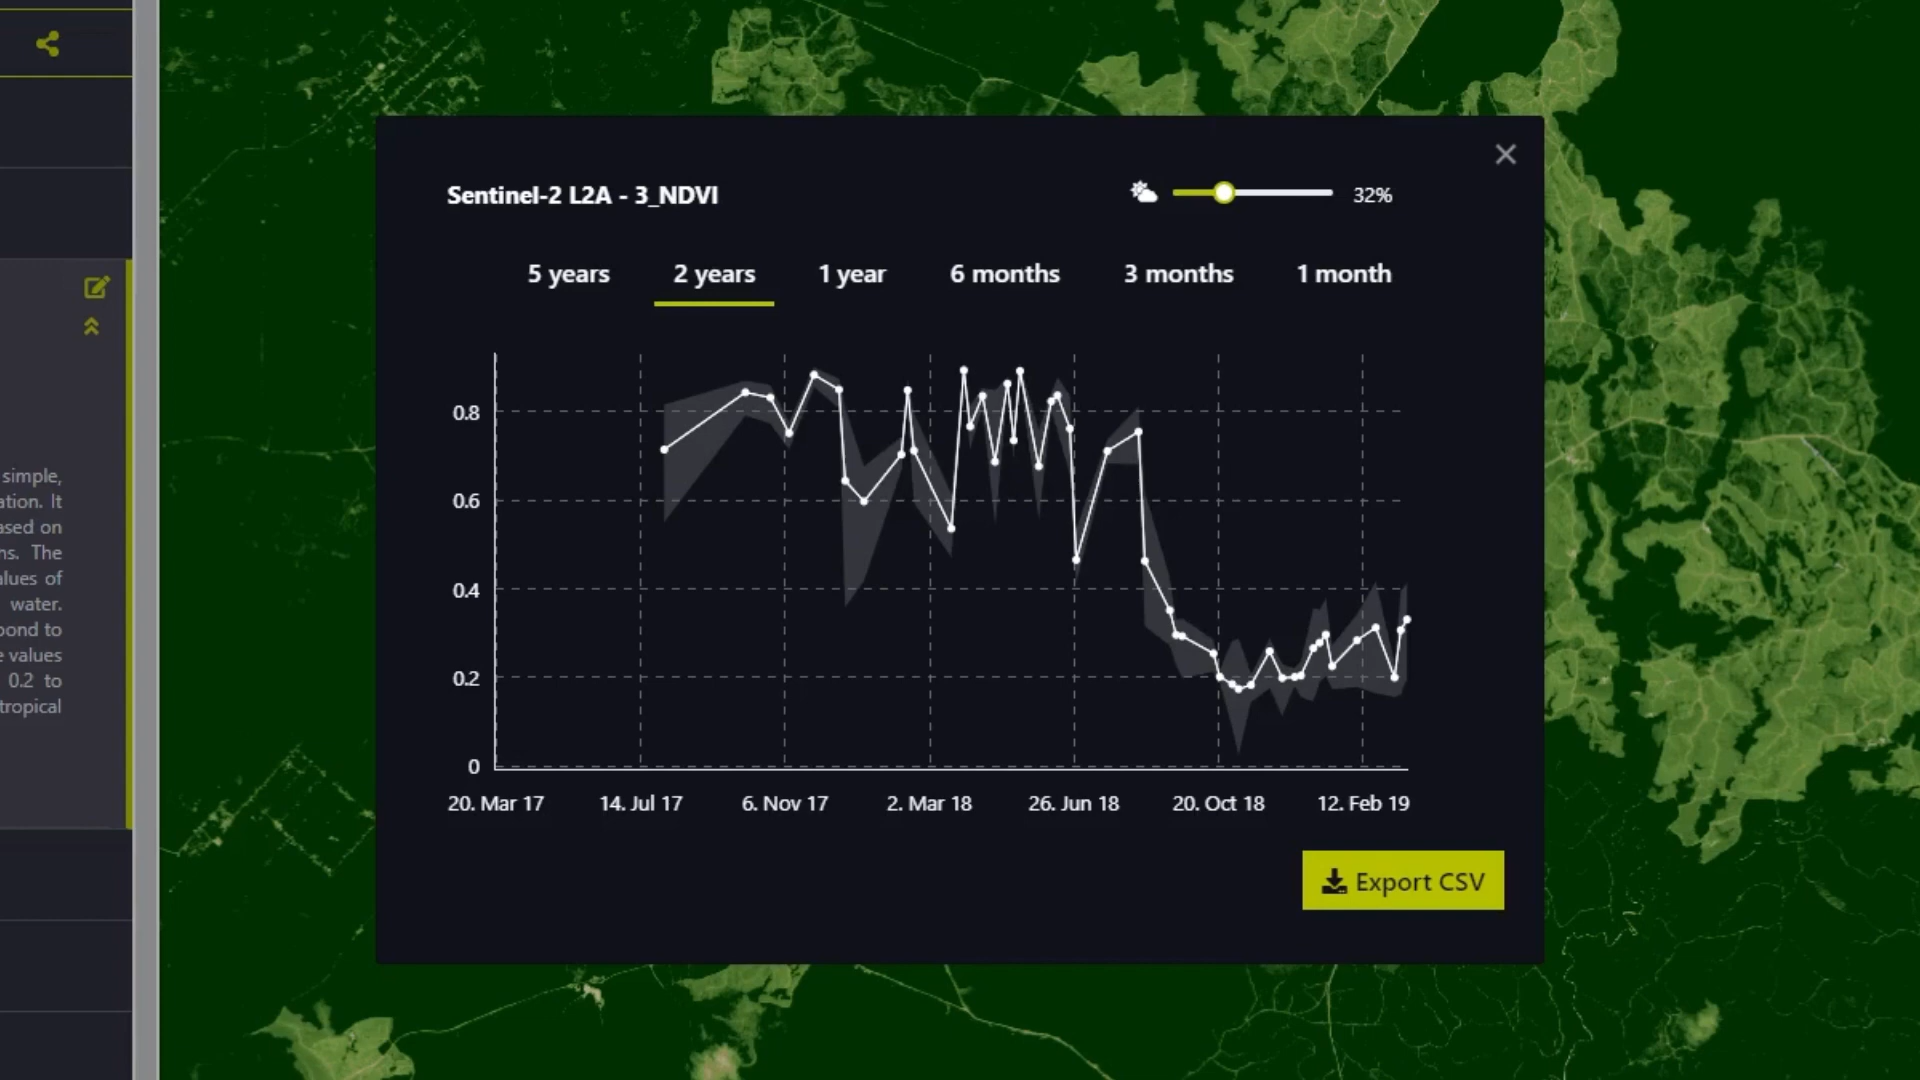 Sentinel-2 L2A - 3_NDVI
32%
5 years 2 years 1 year 6 months 3 months 1 month
0.8
0.6
0.4
0.2
0
20. Mar 17 14. Jul 17 6. Nov 17 2. Mar 18 26. Jun 18 20. Oct 18 12. Feb 19
Export CSV
simple,
ation. It
ased on
ns. The
alues of
water.
pond to
e values
0.2 to
tropical